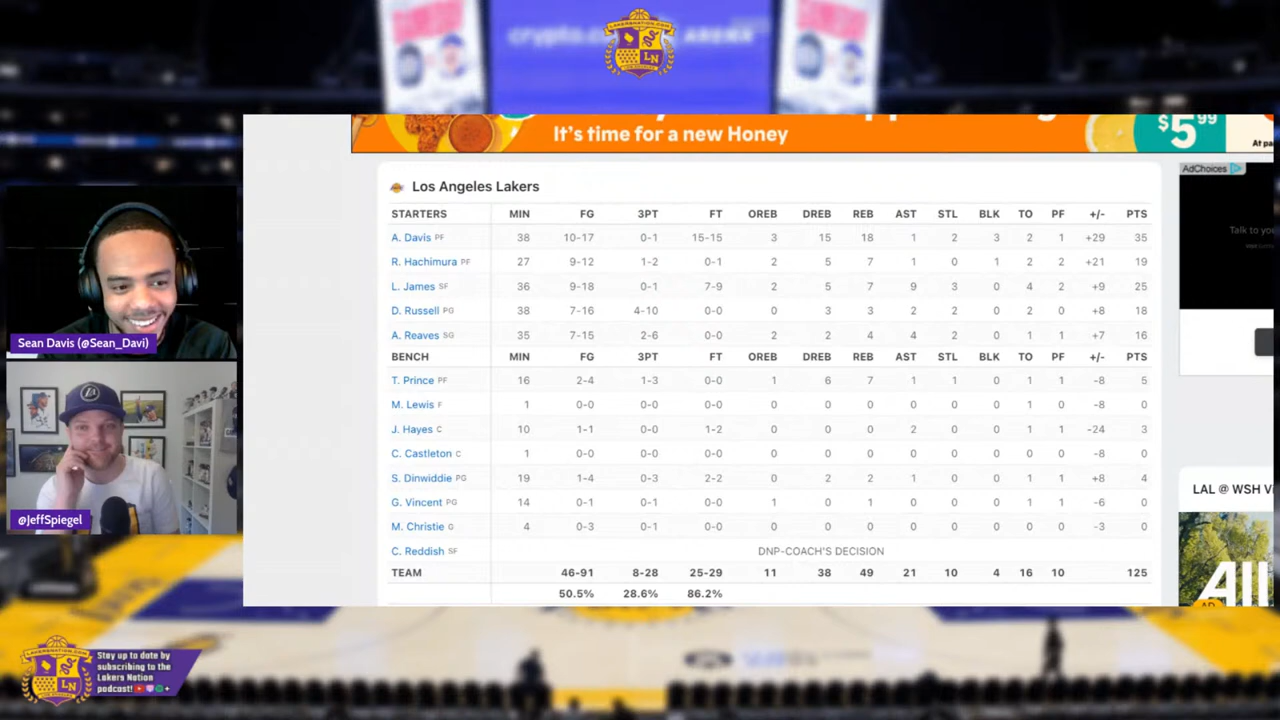 crypto.c
LAKERSNATION.COM
LN
It's time for a new Honey
$5 99
At pa
AdChoices
Los Angeles Lakers
STARTERS MIN FG 3PT FT OREB DREB REB AST STL BLK TO PF +/- PTS
A. Davis PF 38 10-17 0-1 15-15 3 15 18 1 2 3 2 1 +29 35
R. Hachimura PF 27 9-12 1-2 0-1 2 5 7 1 0 1 2 2 +21 19
L. James SF 36 9-18 0-1 7-9 2 5 7 9 3 0 4 2 +9 25
D. Russell PG 38 7-16 4-10 0-0 0 3 3 2 2 0 2 0 +8 18
A. Reaves SG 35 7-15 2-6 0-0 2 2 4 4 2 0 1 1 +7 16
BENCH MIN FG 3PT FT OREB DREB REB AST STL BLK TO PF +/- PTS
T. Prince PF 16 2-4 1-3 0-0 1 6 7 1 1 0 1 1 -8 5
M. Lewis F 1 0-0 0-0 0-0 0 0 0 0 0 0 1 0 -8 0
J. Hayes C 10 1-1 0-0 1-2 0 0 0 2 0 0 1 1 -24 3
C. Castleton C 1 0-0 0-0 0-0 0 0 0 0 0 0 0 0 -8 0
S. Dinwiddie PG 19 1-4 0-3 2-2 0 2 2 1 0 0 1 1 +8 4
G. Vincent PG 14 0-1 0-1 0-0 1 0 1 0 0 0 1 1 -6 0
M. Christie G 4 0-3 0-1 0-0 0 0 0 0 0 0 0 0 -3 0
C. Reddish SF DNP-COACH'S DECISION
TEAM 46-91 8-28 25-29 11 38 49 21 10 4 16 10 125
50.5% 28.6% 86.2%
Talk to yo
LAL @ WSH Vi
All
AD
Sean Davis (@Sean_Davi)
@JeffSpiegel
LAKERSNATION.COM
LN
Stay up to date by
subscribing to the
Lakers Nation
podcast!